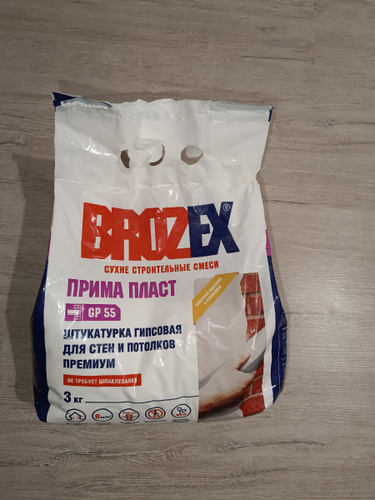 BROZEX®
СУХИЕ СТРОИТЕЛЬНЫЕ СМЕСИ
ПРИМА ПЛАСТ
GP 55
ШТУКАТУРКА ГИПСОВАЯ
ДЛЯ СТЕН И ПОТОЛКОВ
ПРЕМИУМ
НЕ ТРЕБУЕТ ШПАКЛЕВАНИЯ
3 кг